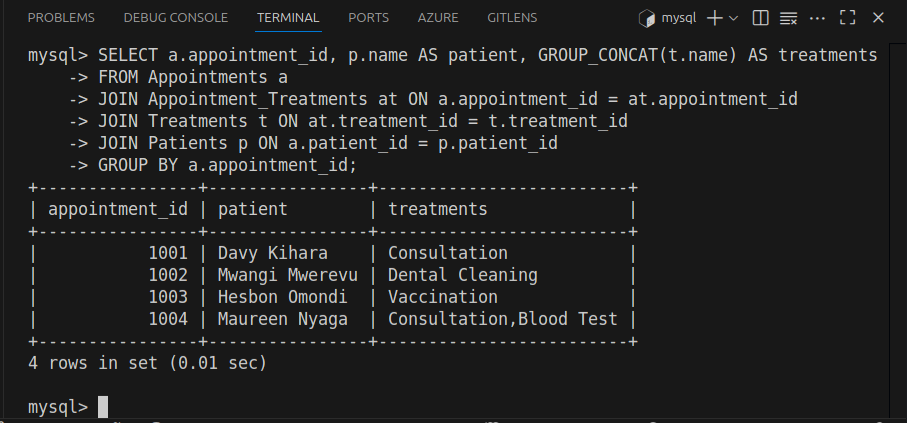 PROBLEMS DEBUG CONSOLE TERMINAL PORTS AZURE GITLENS mysql
mysql> SELECT a.appointment_id, p.name AS patient, GROUP_CONCAT(t.name) AS treatments
    -> FROM Appointments a
    -> JOIN Appointment_Treatments at ON a.appointment_id = at.appointment_id
    -> JOIN Treatments t ON at.treatment_id = t.treatment_id
    -> JOIN Patients p ON a.patient_id = p.patient_id
    -> GROUP BY a.appointment_id;
+----------------+----------------+-------------------------+
| appointment_id | patient        | treatments              |
+----------------+----------------+-------------------------+
|           1001 | Davy Kihara    | Consultation            |
|           1002 | Mwangi Mwerevu | Dental Cleaning         |
|           1003 | Hesbon Omondi  | Vaccination             |
|           1004 | Maureen Nyaga  | Consultation,Blood Test |
+----------------+----------------+-------------------------+
4 rows in set (0.01 sec)
mysql>